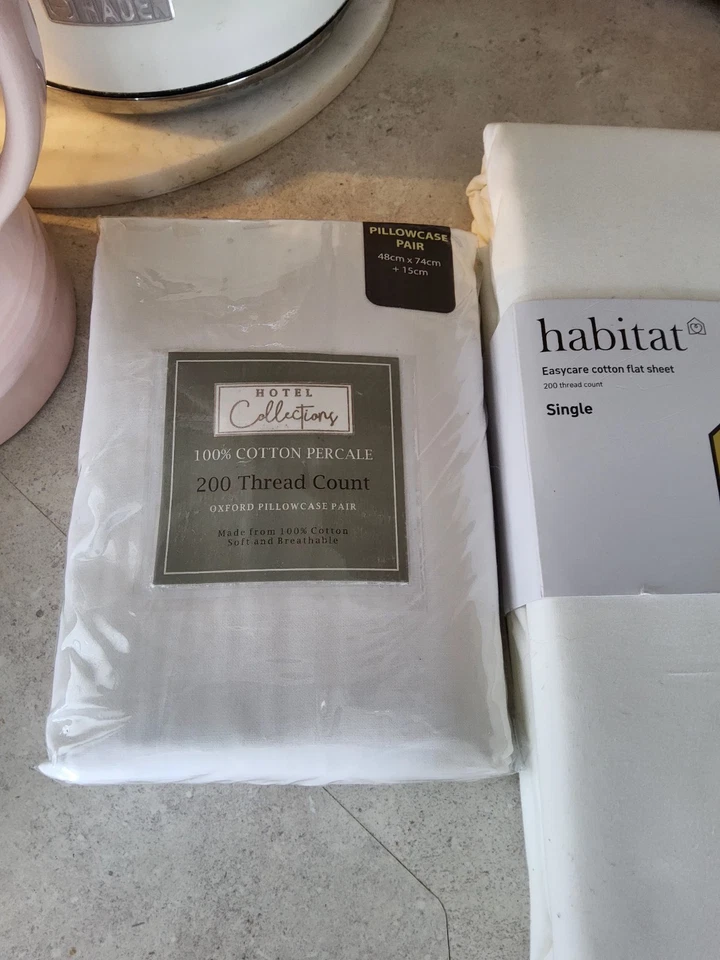 PILLOWCASE
PAIR
48cm x 74cm
+ 15cm
HOTEL
Collections
100% COTTON PERCALE
200 Thread Count
OXFORD PILLOWCASE PAIR
Made from 100% Cotton
Soft and Breathable
habitat
Easycare cotton flat sheet
200 thread count
Single